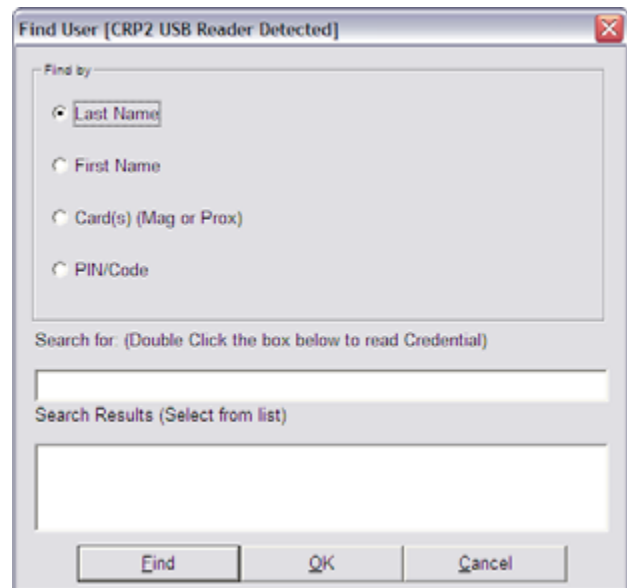 Find User [CRP2 USB Reader Detected]
Find by
Last Name
First Name
Card(s) (Mag or Prox)
PIN/Code
Search for: (Double Click the box below to read Credential)
Search Results (Select from list)
Find OK Cancel